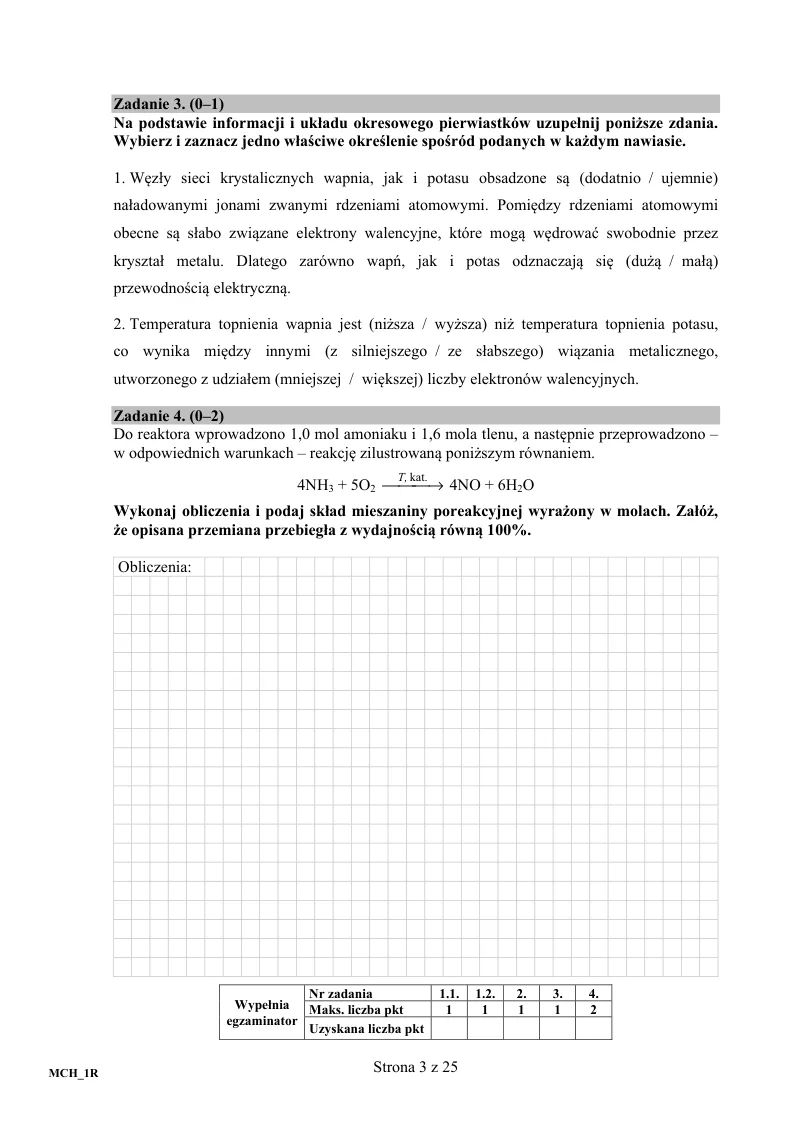 Zadanie 3. (0–1)
Na podstawie informacji i układu okresowego pierwiastków uzupełnij poniższe zdania.
Wybierz i zaznacz jedno właściwe określenie spośród podanych w każdym nawiasie.
1. Węzły sieci krystalicznych wapnia, jak i potasu obsadzone są (dodatnio / ujemnie)
naładowanymi jonami zwanymi rdzeniami atomowymi. Pomiędzy rdzeniami atomowymi
obecne są słabo związane elektrony walencyjne, które mogą wędrować swobodnie przez
kryształ metalu. Dlatego zarówno wapń, jak i potas odznaczają się (dużą / małą)
przewodnością elektryczną.
2. Temperatura topnienia wapnia jest (niższa / wyższa) niż temperatura topnienia potasu,
co wynika między innymi (z silniejszego / ze słabszego) wiązania metalicznego,
utworzonego z udziałem (mniejszej / większej) liczby elektronów walencyjnych.
Zadanie 4. (0–2)
Do reaktora wprowadzono 1,0 mol amoniaku i 1,6 mola tlenu, a następnie przeprowadzono –
w odpowiednich warunkach – reakcję zilustrowaną poniższym równaniem.
4NH₃ + 5O₂ T, kat. ⟶ 4NO + 6H₂O
Wykonaj obliczenia i podaj skład mieszaniny poreakcyjnej wyrażony w molach. Załóż,
że opisana przemiana przebiegła z wydajnością równą 100%.
Obliczenia:
Wypełnia egzaminator
Nr zadania 1.1. 1.2. 2. 3. 4.
Maks. liczba pkt 1 1 1 1 2
Uzyskana liczba pkt
Strona 3 z 25
MCH_1R